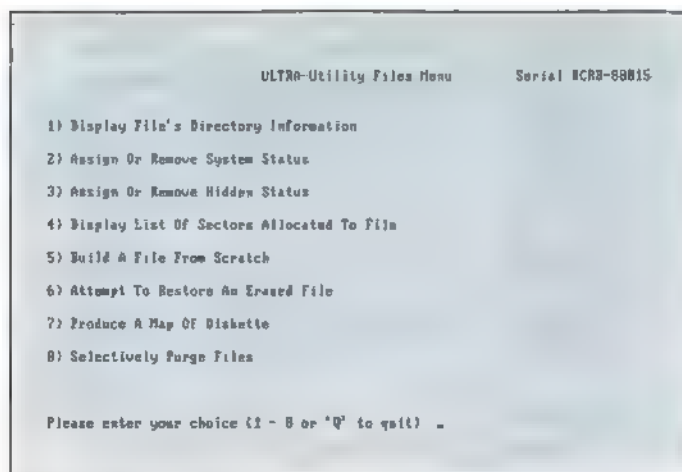 ULTRA-Utility Files Menu Serial
1) Display File's Directory Information
2) Assign Or Remove System Status
3) Assign Or Remove Hidden Status
4) Display List Of Sectors Allocated To File
5) Build A File From Scratch
6) Attempt To Restore An Erased File
7) Produce A Map Of Diskette
8) Selectively Purge Files
Please enter your choice (1 - 8 or 'Q' to quit)